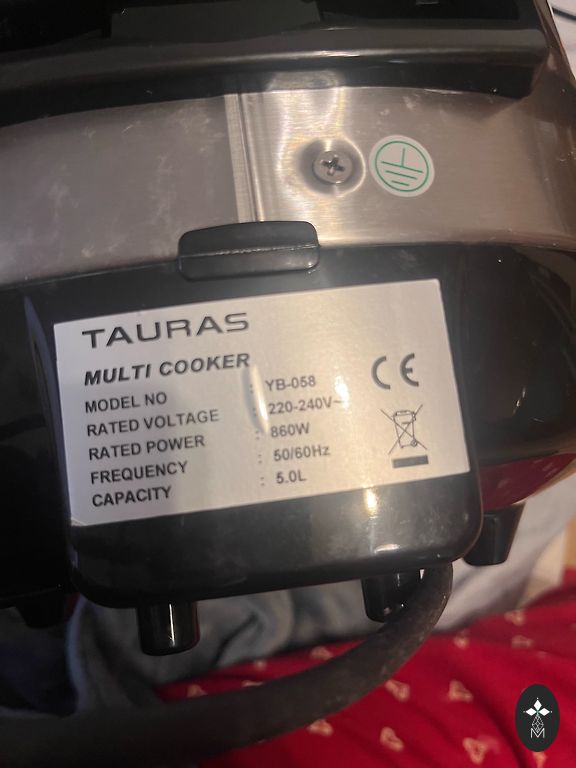 TAURAS
MULTI COOKER
MODEL NO : YB-058
RATED VOLTAGE : 220-240V~
RATED POWER : 860W
FREQUENCY : 50/60Hz
CAPACITY : 5.0L
CE
M